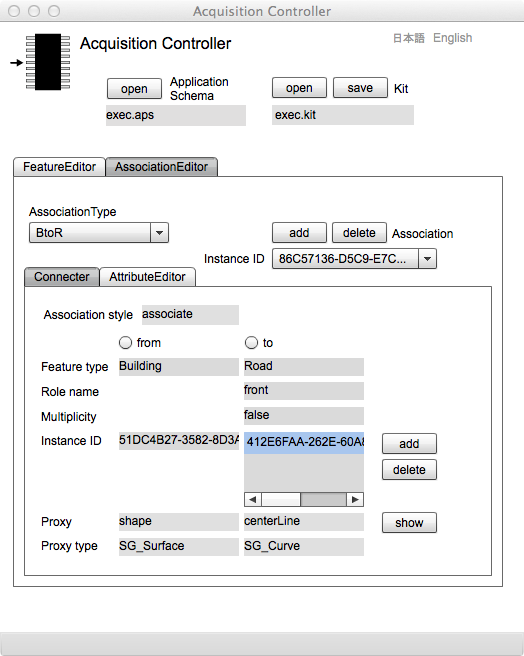 Acquisition Controller
Acquisition Controller
日本語 English
open Application Schema
open save Kit
exec.aps
exec.kit
FeatureEditor AssociationEditor
AssociationType
BtoR
add delete Association
Instance ID 86C57136-D5C9-E7C...
Connecter AttributeEditor
Association style associate
from to
Feature type Building Road
Role name front
Multiplicity false
Instance ID 51DC4B27-3582-8D3A 412E6FAA-262E-60A8 add
delete
Proxy shape centerLine show
Proxy type SG_Surface SG_Curve